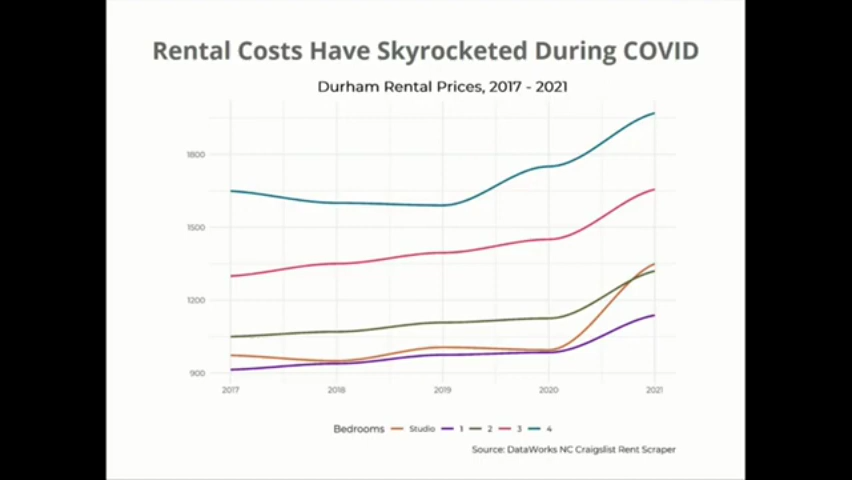 Rental Costs Have Skyrocketed During COVID
Durham Rental Prices, 2017 - 2021
1800
1500
1200
900
2017 2018 2019 2020 2021
Bedrooms Studio 1 2 3 4
Source: DataWorks NC Craigslist Rent Scraper